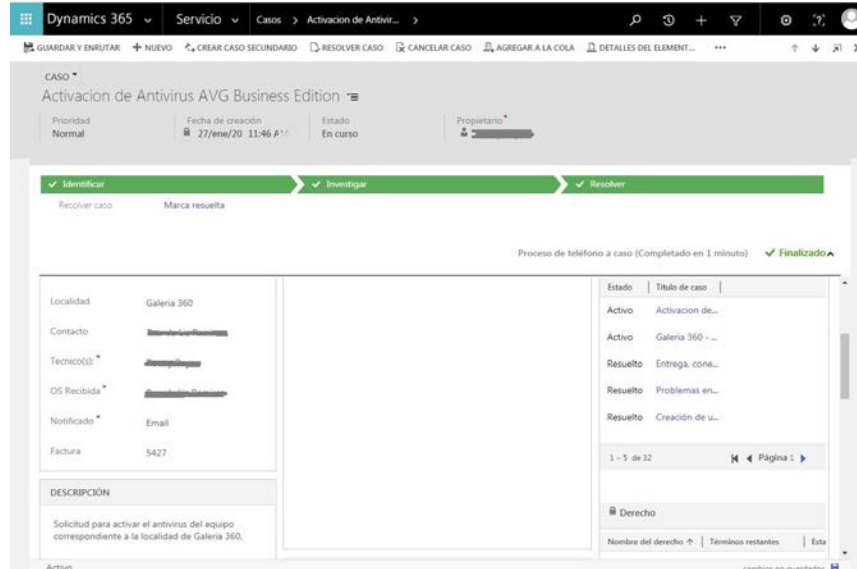 Dynamics 365 Servicio Casos > Activacion de Antivir... >
GUARDAR Y ENRUTAR + NUEVO CREAR CASO SECUNDARIO RESOLVER CASO CANCELAR CASO AGREGAR A LA COLA DETALLES DEL ELEMENT... •••
CASO
Activacion de Antivirus AVG Business Edition
Prioridad Fecha de creación Estado Propietario*
Normal 27/ene/20 11:46 En curso
Identificar Investigar Resolver
Resolver caso Marca resuelta
Proceso de teléfono a caso (Completado en 1 minuto) Finalizado
Localidad Galeria 360
Contacto
Tecnico(s): *
OS Recibida *
Notificado * Email
Factura 5427
DESCRIPCIÓN
Solicitud para activar el antivirus del equipo
correspondiente a la localidad de Galeria 360.
Estado Título de caso
Activo Activacion de...
Activo Galeria 360 - ...
Resuelto Entrega, cone...
Resuelto Problemas en...
Resuelto Creación de u...
1 - 5 de 32 Página 1
Derecho
Nombre del derecho ↑ Términos restantes Esta
Activo cambios no guardados